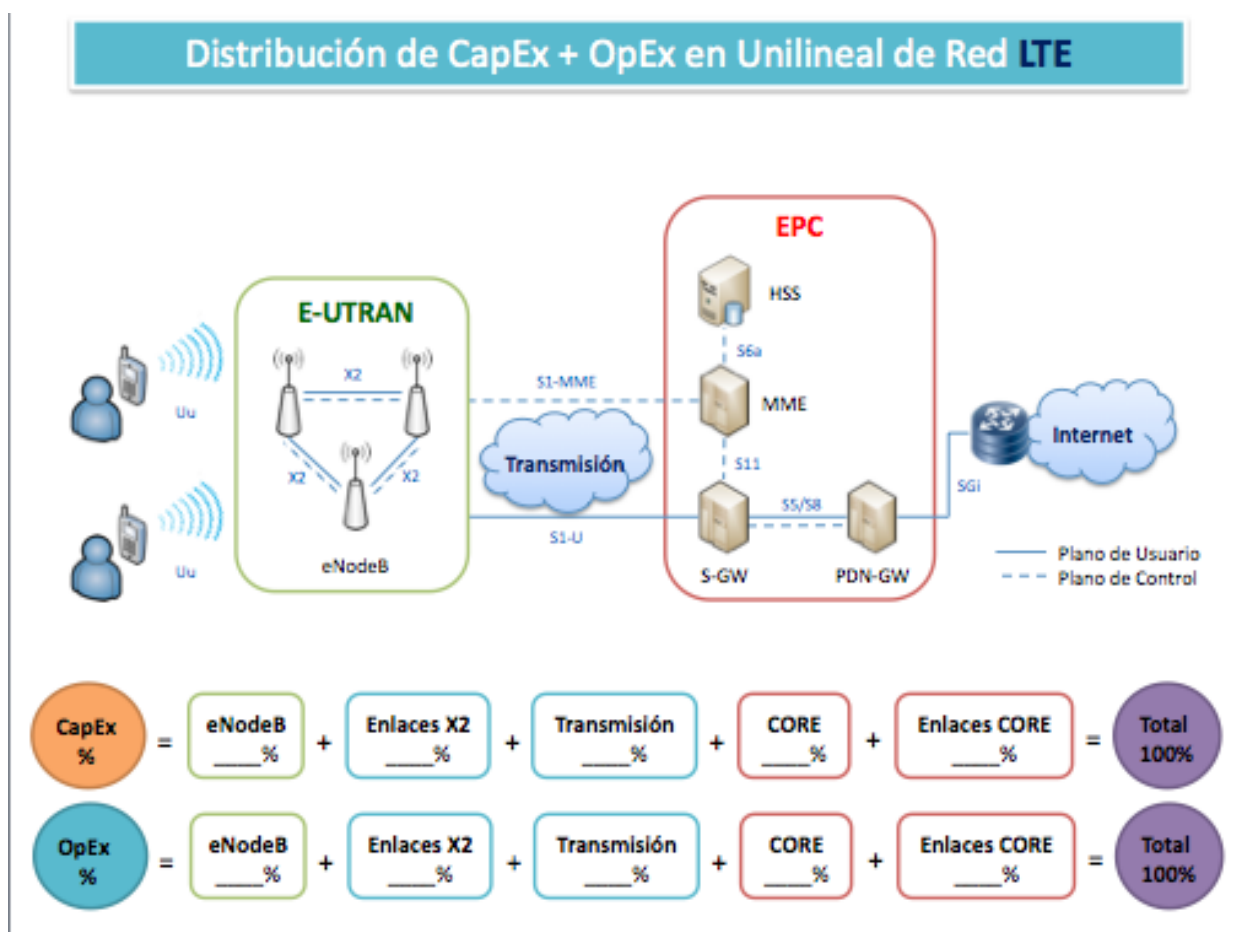 Distribución de CapEx + OpEx en Unilineal de Red LTE
EPC
HSS
E-UTRAN
S6a
X2
S1-MME
MME
Uu
Internet
Transmisión
X2
X2
S11
S5/S8
SGi
S1-U
Plano de Usuario
eNodeB
Uu
S-GW
PDN-GW
Plano de Control
CapEx
%
=
eNodeB
____%
+
Enlaces X2
____%
+
Transmisión
____%
+
CORE
____%
+
Enlaces CORE
____%
=
Total
100%
OpEx
%
=
eNodeB
____%
+
Enlaces X2
____%
+
Transmisión
____%
+
CORE
____%
+
Enlaces CORE
____%
=
Total
100%